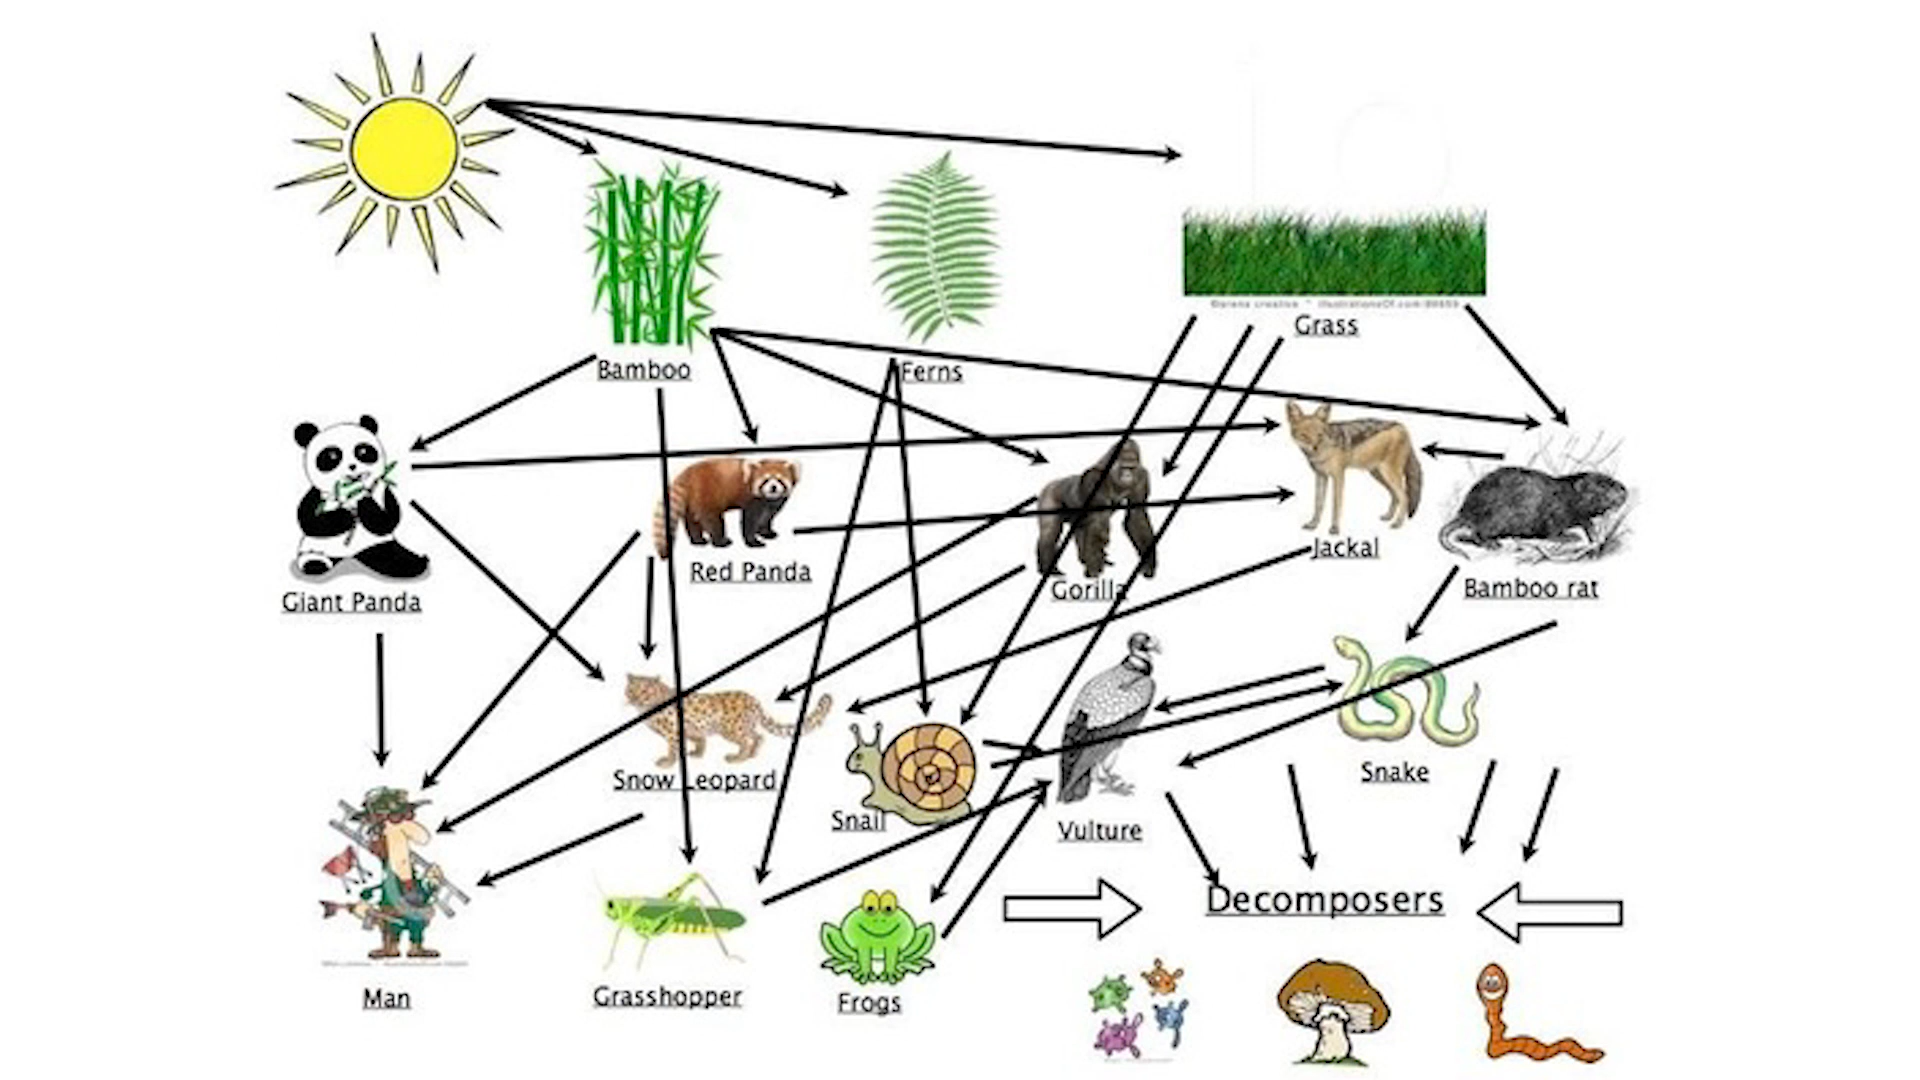 Grass
Bamboo
Ferns
Jackal
Red Panda
Gorilla
Bamboo rat
Giant Panda
Snake
Snow Leopard
Snail
Vulture
Decomposers
Man
Grasshopper
Frogs